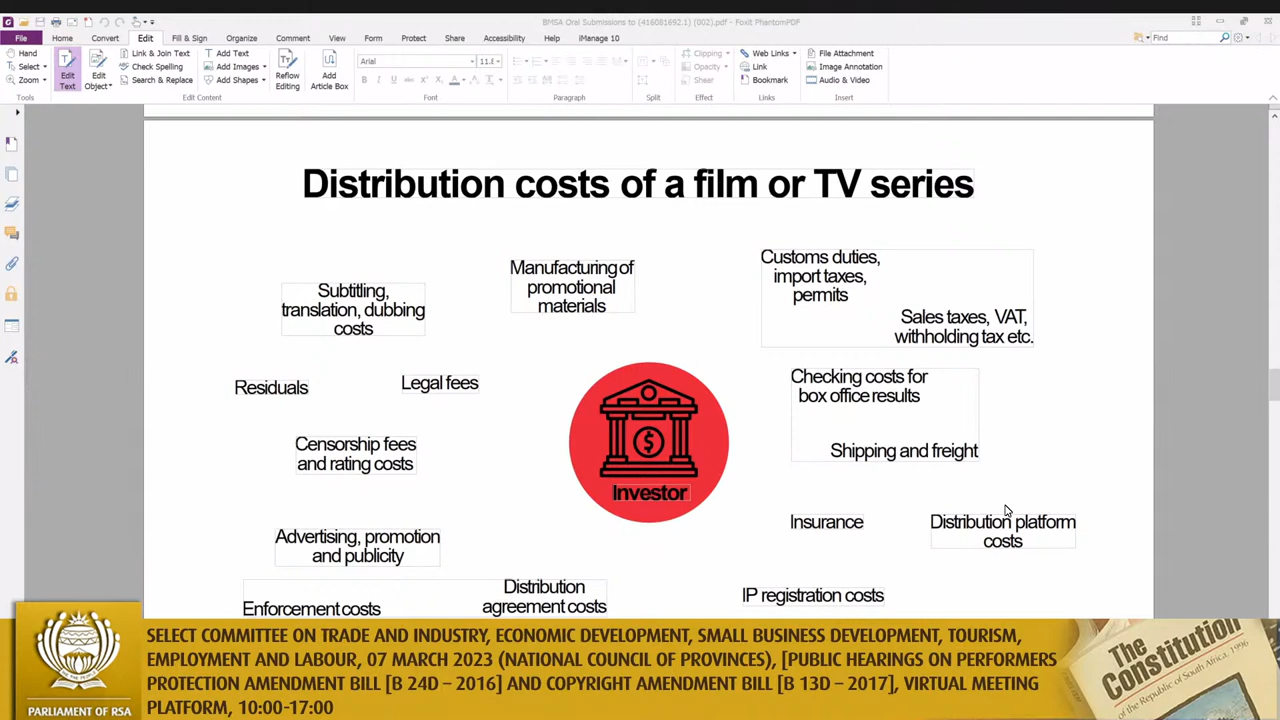 BMSA Oral Submissions to (416081692.1) (002).pdf - Foxit PhantomPDF
File Home Convert Edit Fill & Sign Organize Comment View Form Protect Share Accessibility Help iManage 10
Find
Hand
Select
Zoom
Tools
Edit
Text
Edit
Object
Link & Join Text
Check Spelling
Search & Replace
Add Text
Add Images
Add Shapes
Edit Content
Reflow
Editing
Add
Article Box
Arial
Font
Paragraph
Split
Clipping
Opacity
Shear
Effect
Web Links
Link
Bookmark
Links
File Attachment
Image Annotation
Audio & Video
Insert
Distribution costs of a film or TV series
Subtitling,
translation, dubbing
costs
Manufacturing of
promotional
materials
Customs duties,
import taxes,
permits
Sales taxes, VAT,
withholding tax etc.
Residuals
Legal fees
Checking costs for
box office results
Censorship fees
and rating costs
Shipping and freight
$
Investor
Insurance
Distribution platform
costs
Advertising, promotion
and publicity
Enforcement costs
Distribution
agreement costs
IP registration costs
PARLIAMENT OF RSA
SELECT COMMITTEE ON TRADE AND INDUSTRY, ECONOMIC DEVELOPMENT, SMALL BUSINESS DEVELOPMENT, TOURISM,
EMPLOYMENT AND LABOUR, 07 MARCH 2023 (NATIONAL COUNCIL OF PROVINCES), [PUBLIC HEARINGS ON PERFORMERS
PROTECTION AMENDMENT BILL [B 24D – 2016] AND COPYRIGHT AMENDMENT BILL [B 13D – 2017], VIRTUAL MEETING
PLATFORM, 10:00-17:00
The
Constitution
of the Republic of South Africa, 1996